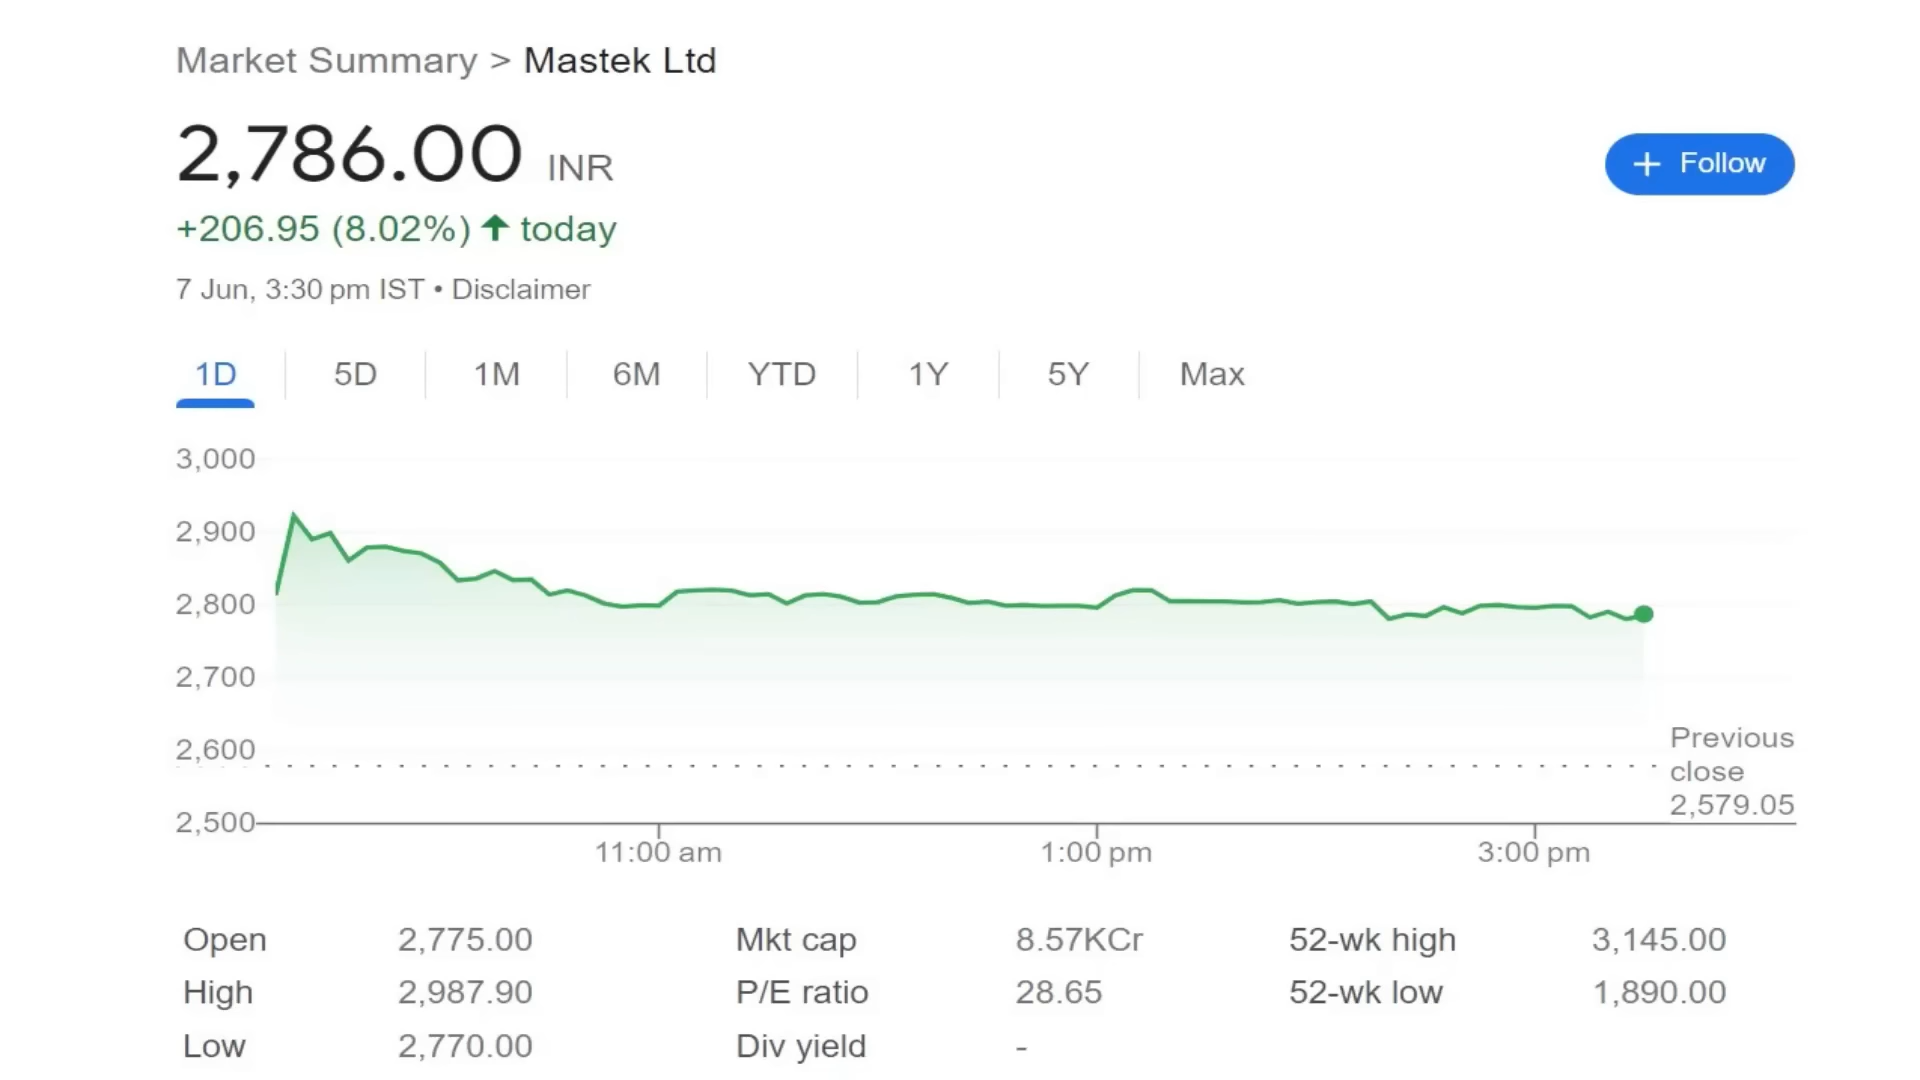 Market Summary > Mastek Ltd
2,786.00 INR
+ Follow
+206.95 (8.02%) ↑ today
7 Jun, 3:30 pm IST • Disclaimer
1D 5D 1M 6M YTD 1Y 5Y Max
3,000
2,900
2,800
2,700
2,600
2,500
Previous
close
2,579.05
11:00 am 1:00 pm 3:00 pm
Open 2,775.00 Mkt cap 8.57KCr 52-wk high 3,145.00
High 2,987.90 P/E ratio 28.65 52-wk low 1,890.00
Low 2,770.00 Div yield -